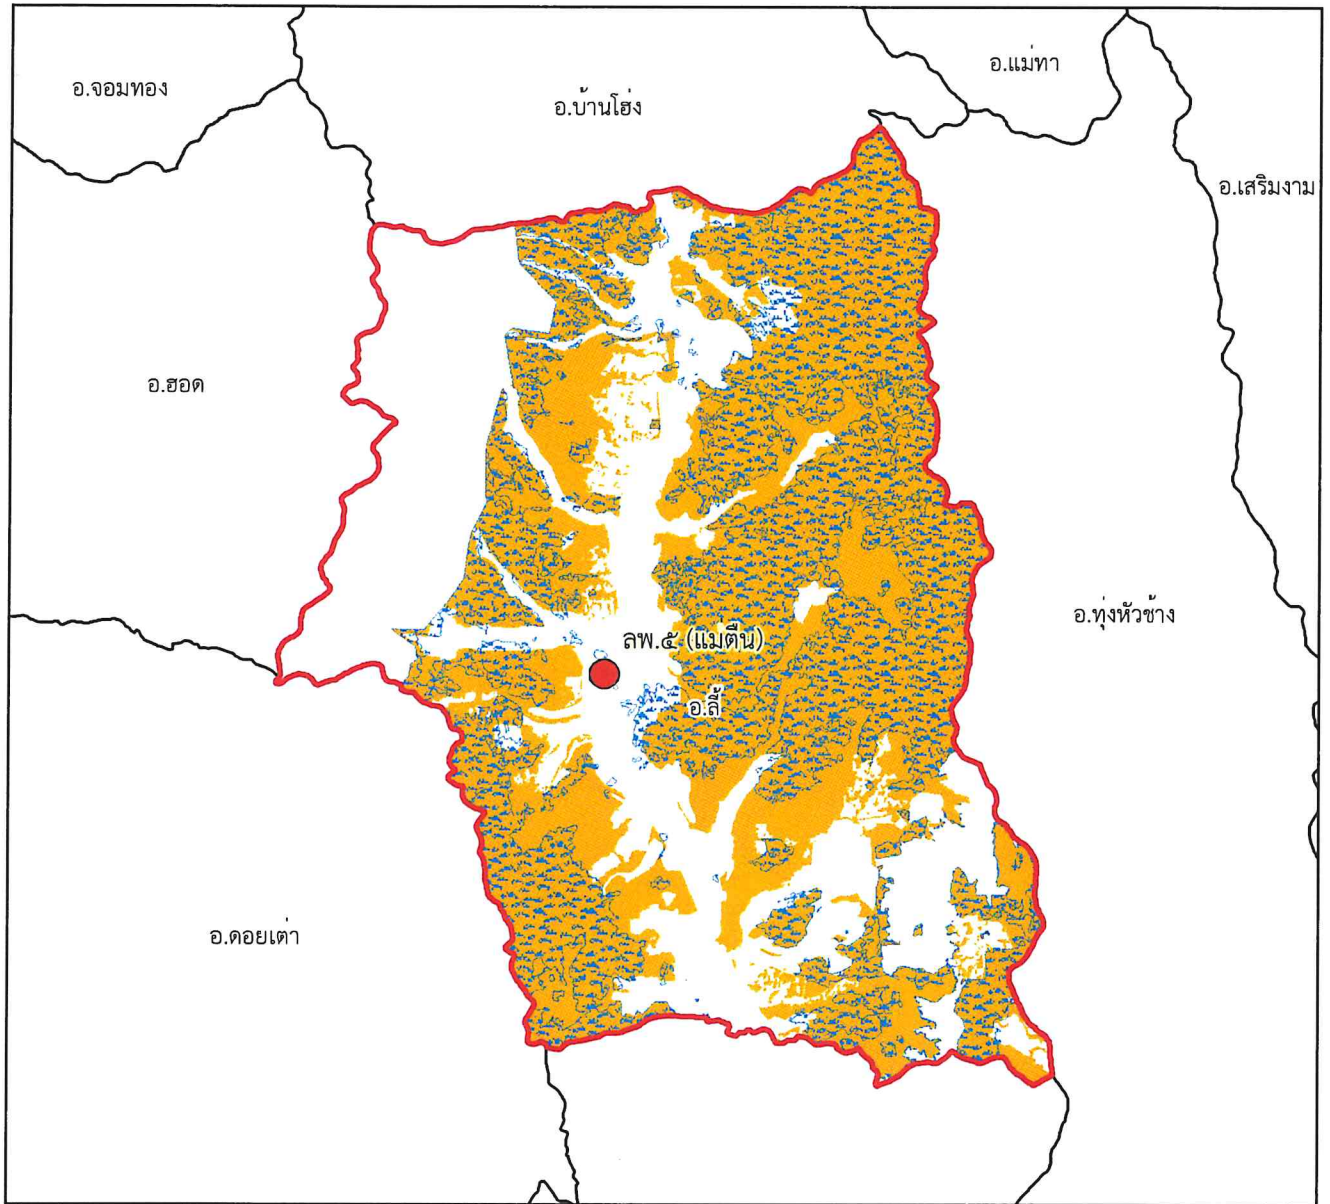 อ.แม่ทา
อ.จอมทอง
อ.บ้านโฮ่ง
อ.เสริมงาม
อ.ฮอด
อ.ทุ่งหัวช้าง
ลพ.๕ (แม่ตืน)
อ.ลี้
อ.ดอยเต่า